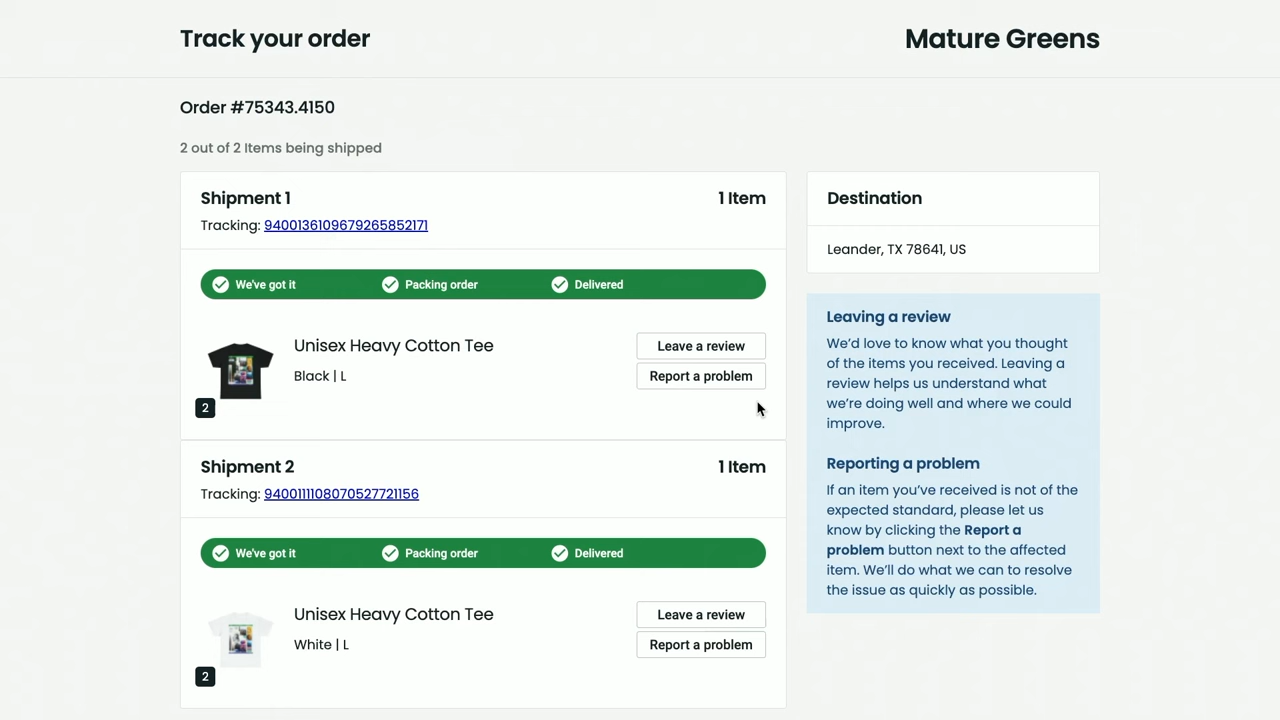 Track your order
Mature Greens
Order #75343.4150
2 out of 2 Items being shipped
Shipment 1
1 Item
Tracking: 9400136109679265852171
We've got it
Packing order
Delivered
Unisex Heavy Cotton Tee
Black | L
2
Leave a review
Report a problem
Shipment 2
1 Item
Tracking: 9400111108070527721156
We've got it
Packing order
Delivered
Unisex Heavy Cotton Tee
White | L
2
Leave a review
Report a problem
Destination
Leander, TX 78641, US
Leaving a review
We’d love to know what you thought
of the items you received. Leaving a
review helps us understand what
we’re doing well and where we could
improve.
Reporting a problem
If an item you’ve received is not of the
expected standard, please let us
know by clicking the Report a
problem button next to the affected
item. We’ll do what we can to resolve
the issue as quickly as possible.